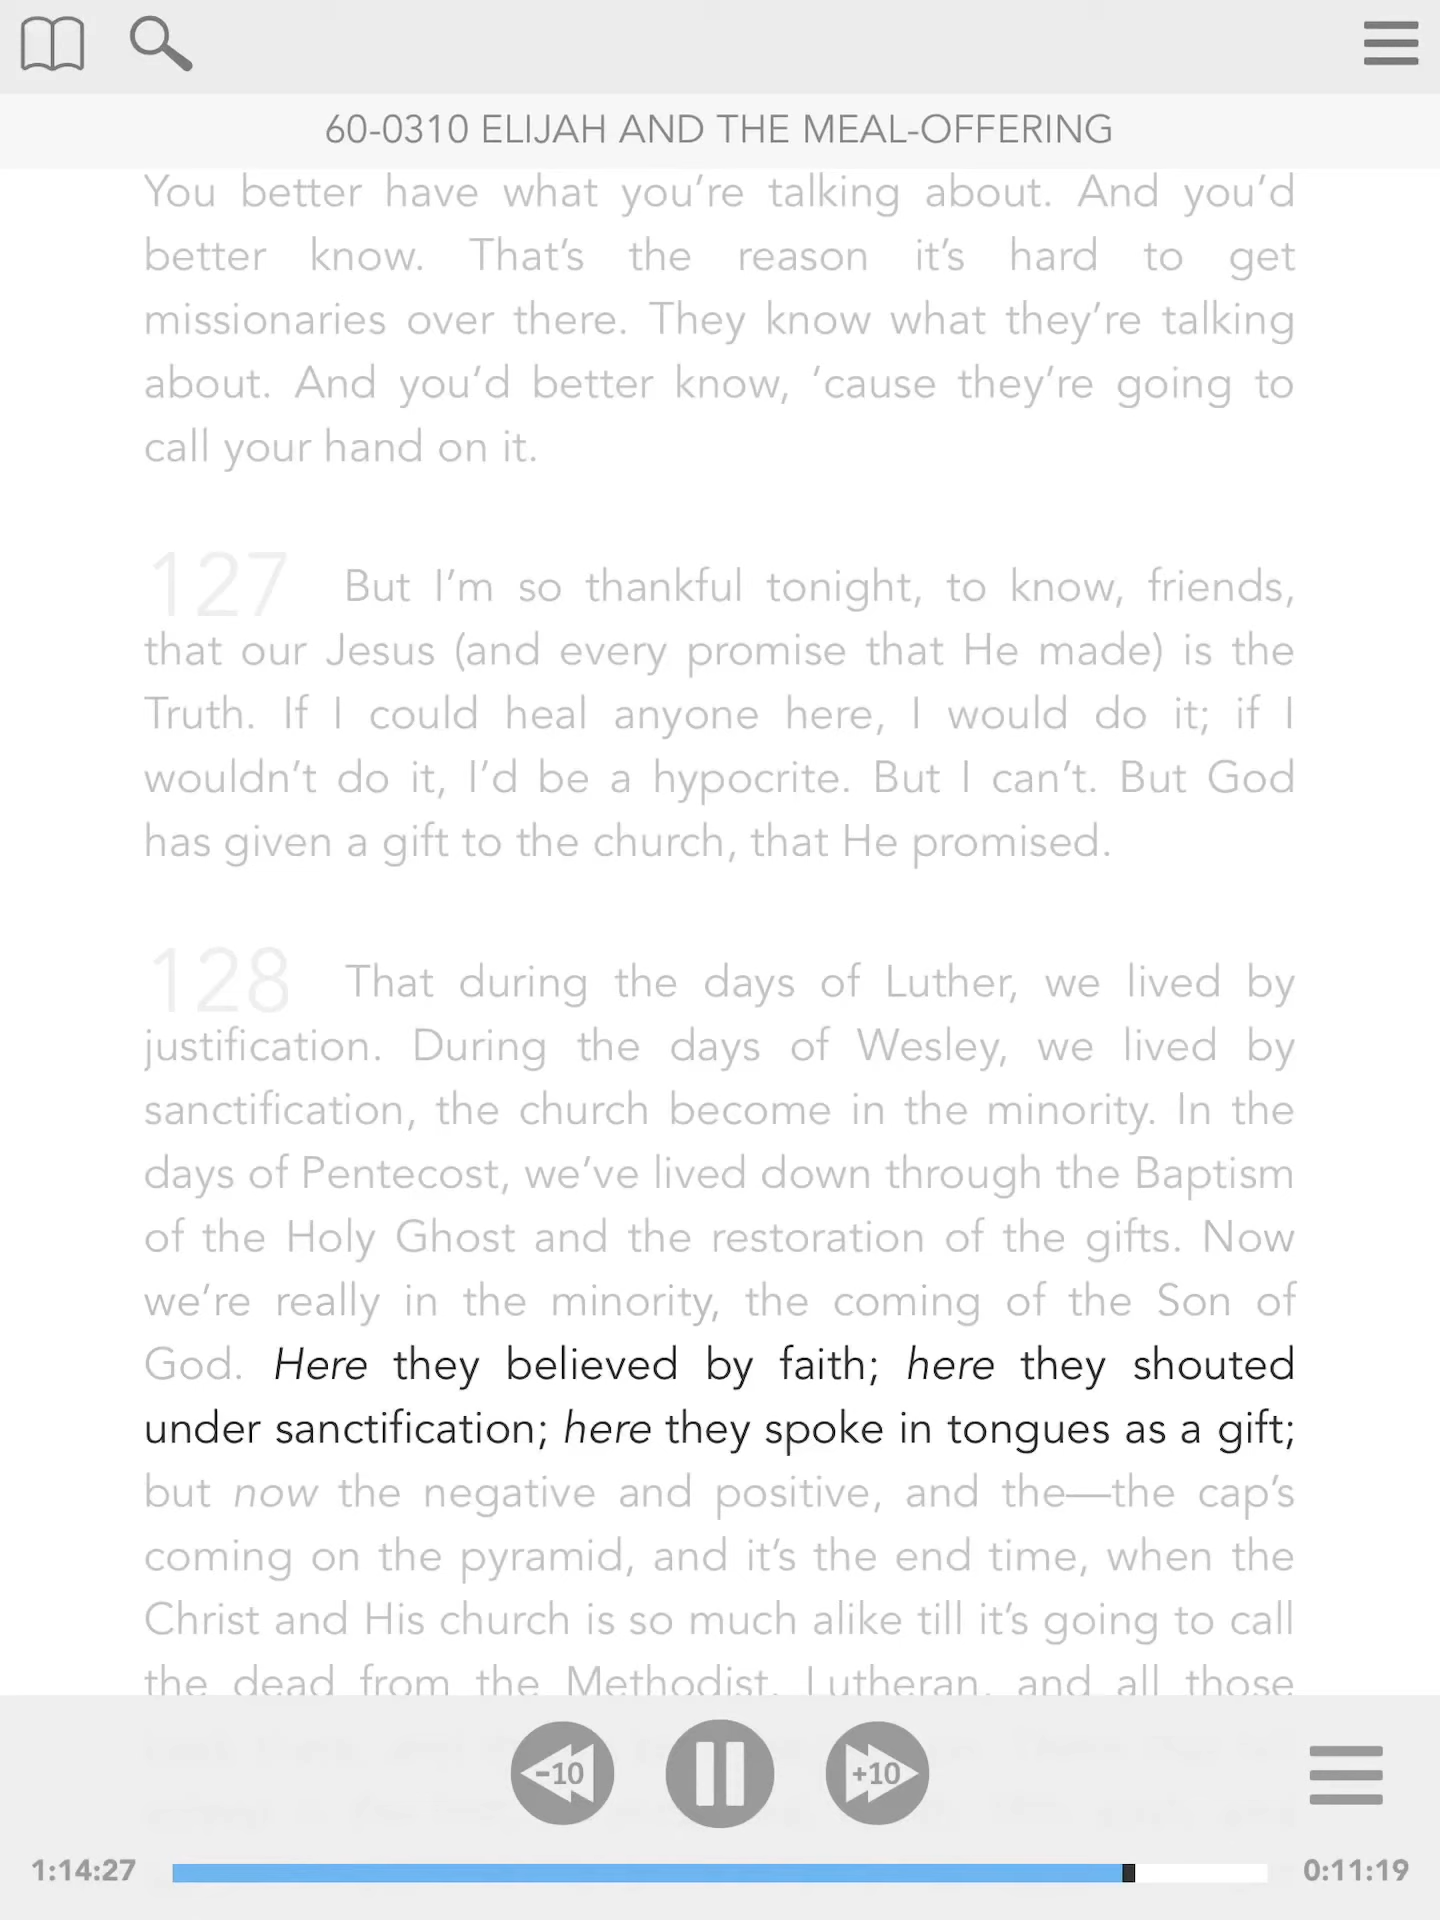 60-0310 ELIJAH AND THE MEAL-OFFERING
You better have what you’re talking about. And you’d
better know. That’s the reason it’s hard to get
missionaries over there. They know what they’re talking
about. And you’d better know, ’cause they’re going to
call your hand on it.
127 But I’m so thankful tonight, to know, friends,
that our Jesus (and every promise that He made) is the
Truth. If I could heal anyone here, I would do it; if I
wouldn’t do it, I’d be a hypocrite. But I can’t. But God
has given a gift to the church, that He promised.
128 That during the days of Luther, we lived by
justification. During the days of Wesley, we lived by
sanctification, the church become in the minority. In the
days of Pentecost, we’ve lived down through the Baptism
of the Holy Ghost and the restoration of the gifts. Now
we’re really in the minority, the coming of the Son of
God. Here they believed by faith; here they shouted
under sanctification; here they spoke in tongues as a gift;
but now the negative and positive, and the—the cap’s
coming on the pyramid, and it’s the end time, when the
Christ and His church is so much alike till it’s going to call
the dead from the Methodist, Lutheran, and all those
-10 +10
1:14:27 0:11:19